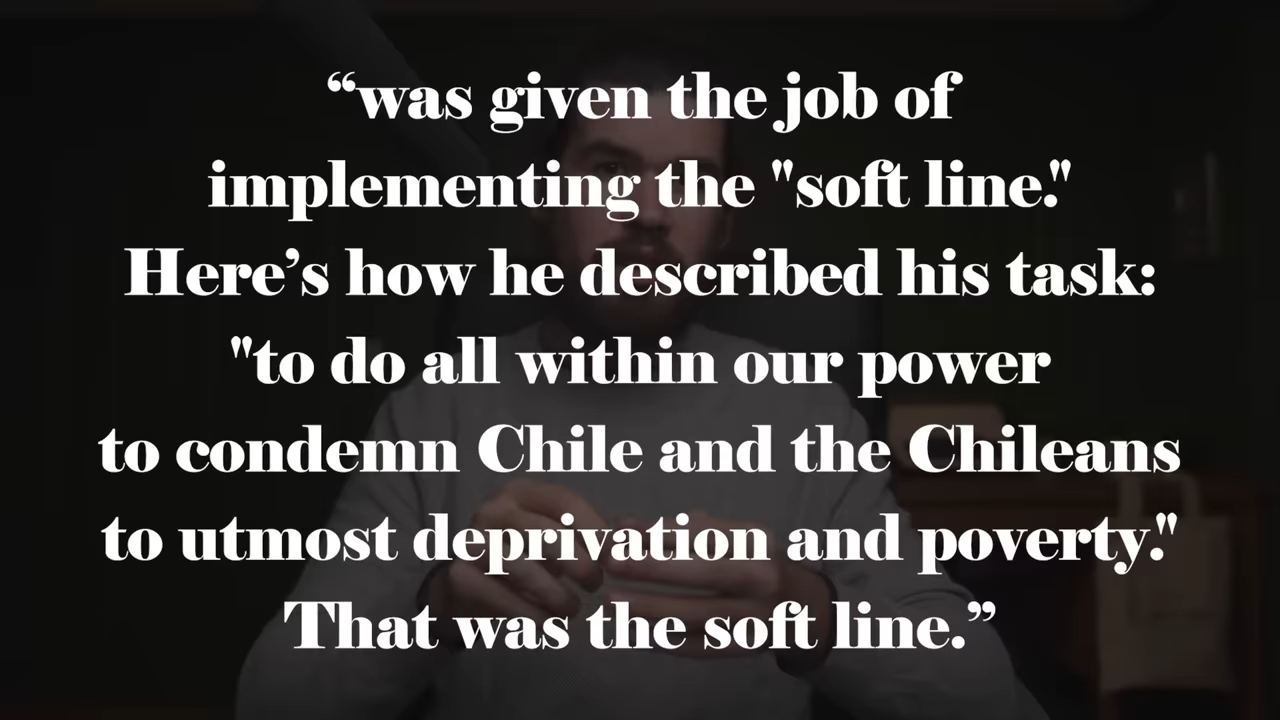 “was given the job of
implementing the "soft line."
Here’s how he described his task:
"to do all within our power
to condemn Chile and the Chileans
to utmost deprivation and poverty."
That was the soft line.”